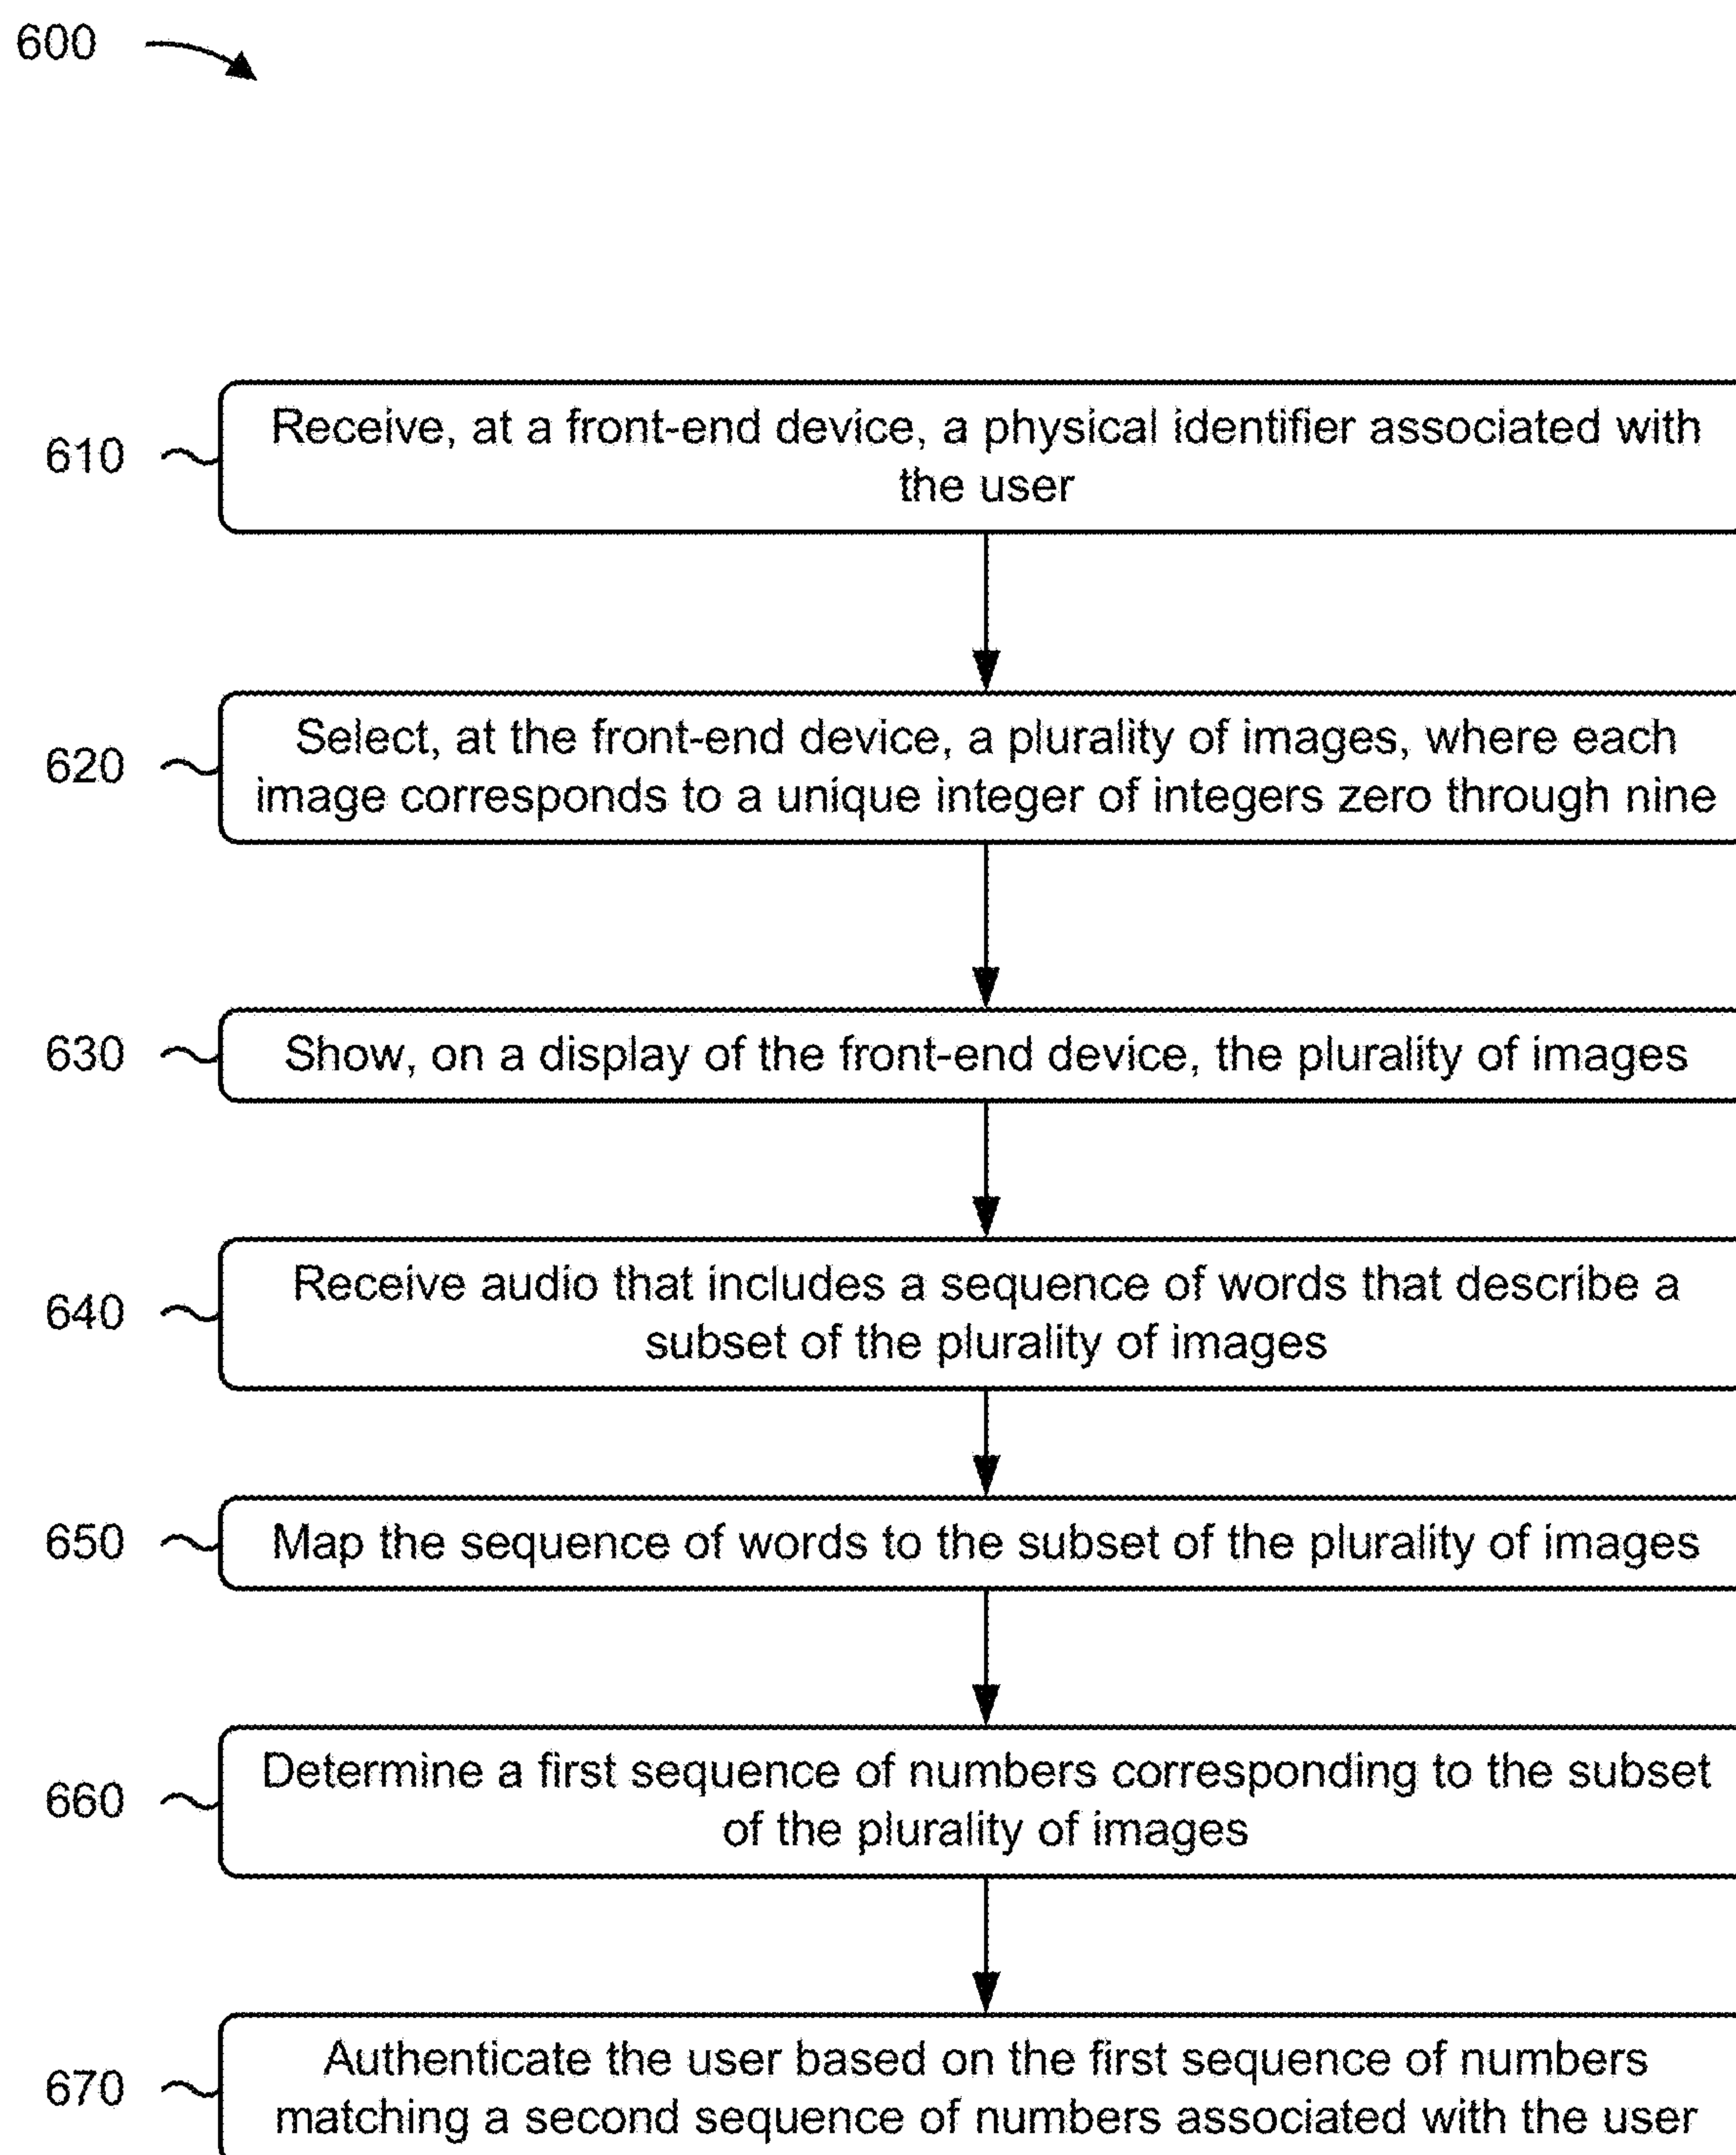 600
610
Receive, at a front-end device, a physical identifier associated with
the user
620
Select, at the front-end device, a plurality of images, where each
image corresponds to a unique integer of integers zero through nine
630
Show, on a display of the front-end device, the plurality of images
640
Receive audio that includes a sequence of words that describe a
subset of the plurality of images
650
Map the sequence of words to the subset of the plurality of images
660
Determine a first sequence of numbers corresponding to the subset
of the plurality of images
670
Authenticate the user based on the first sequence of numbers
matching a second sequence of numbers associated with the user